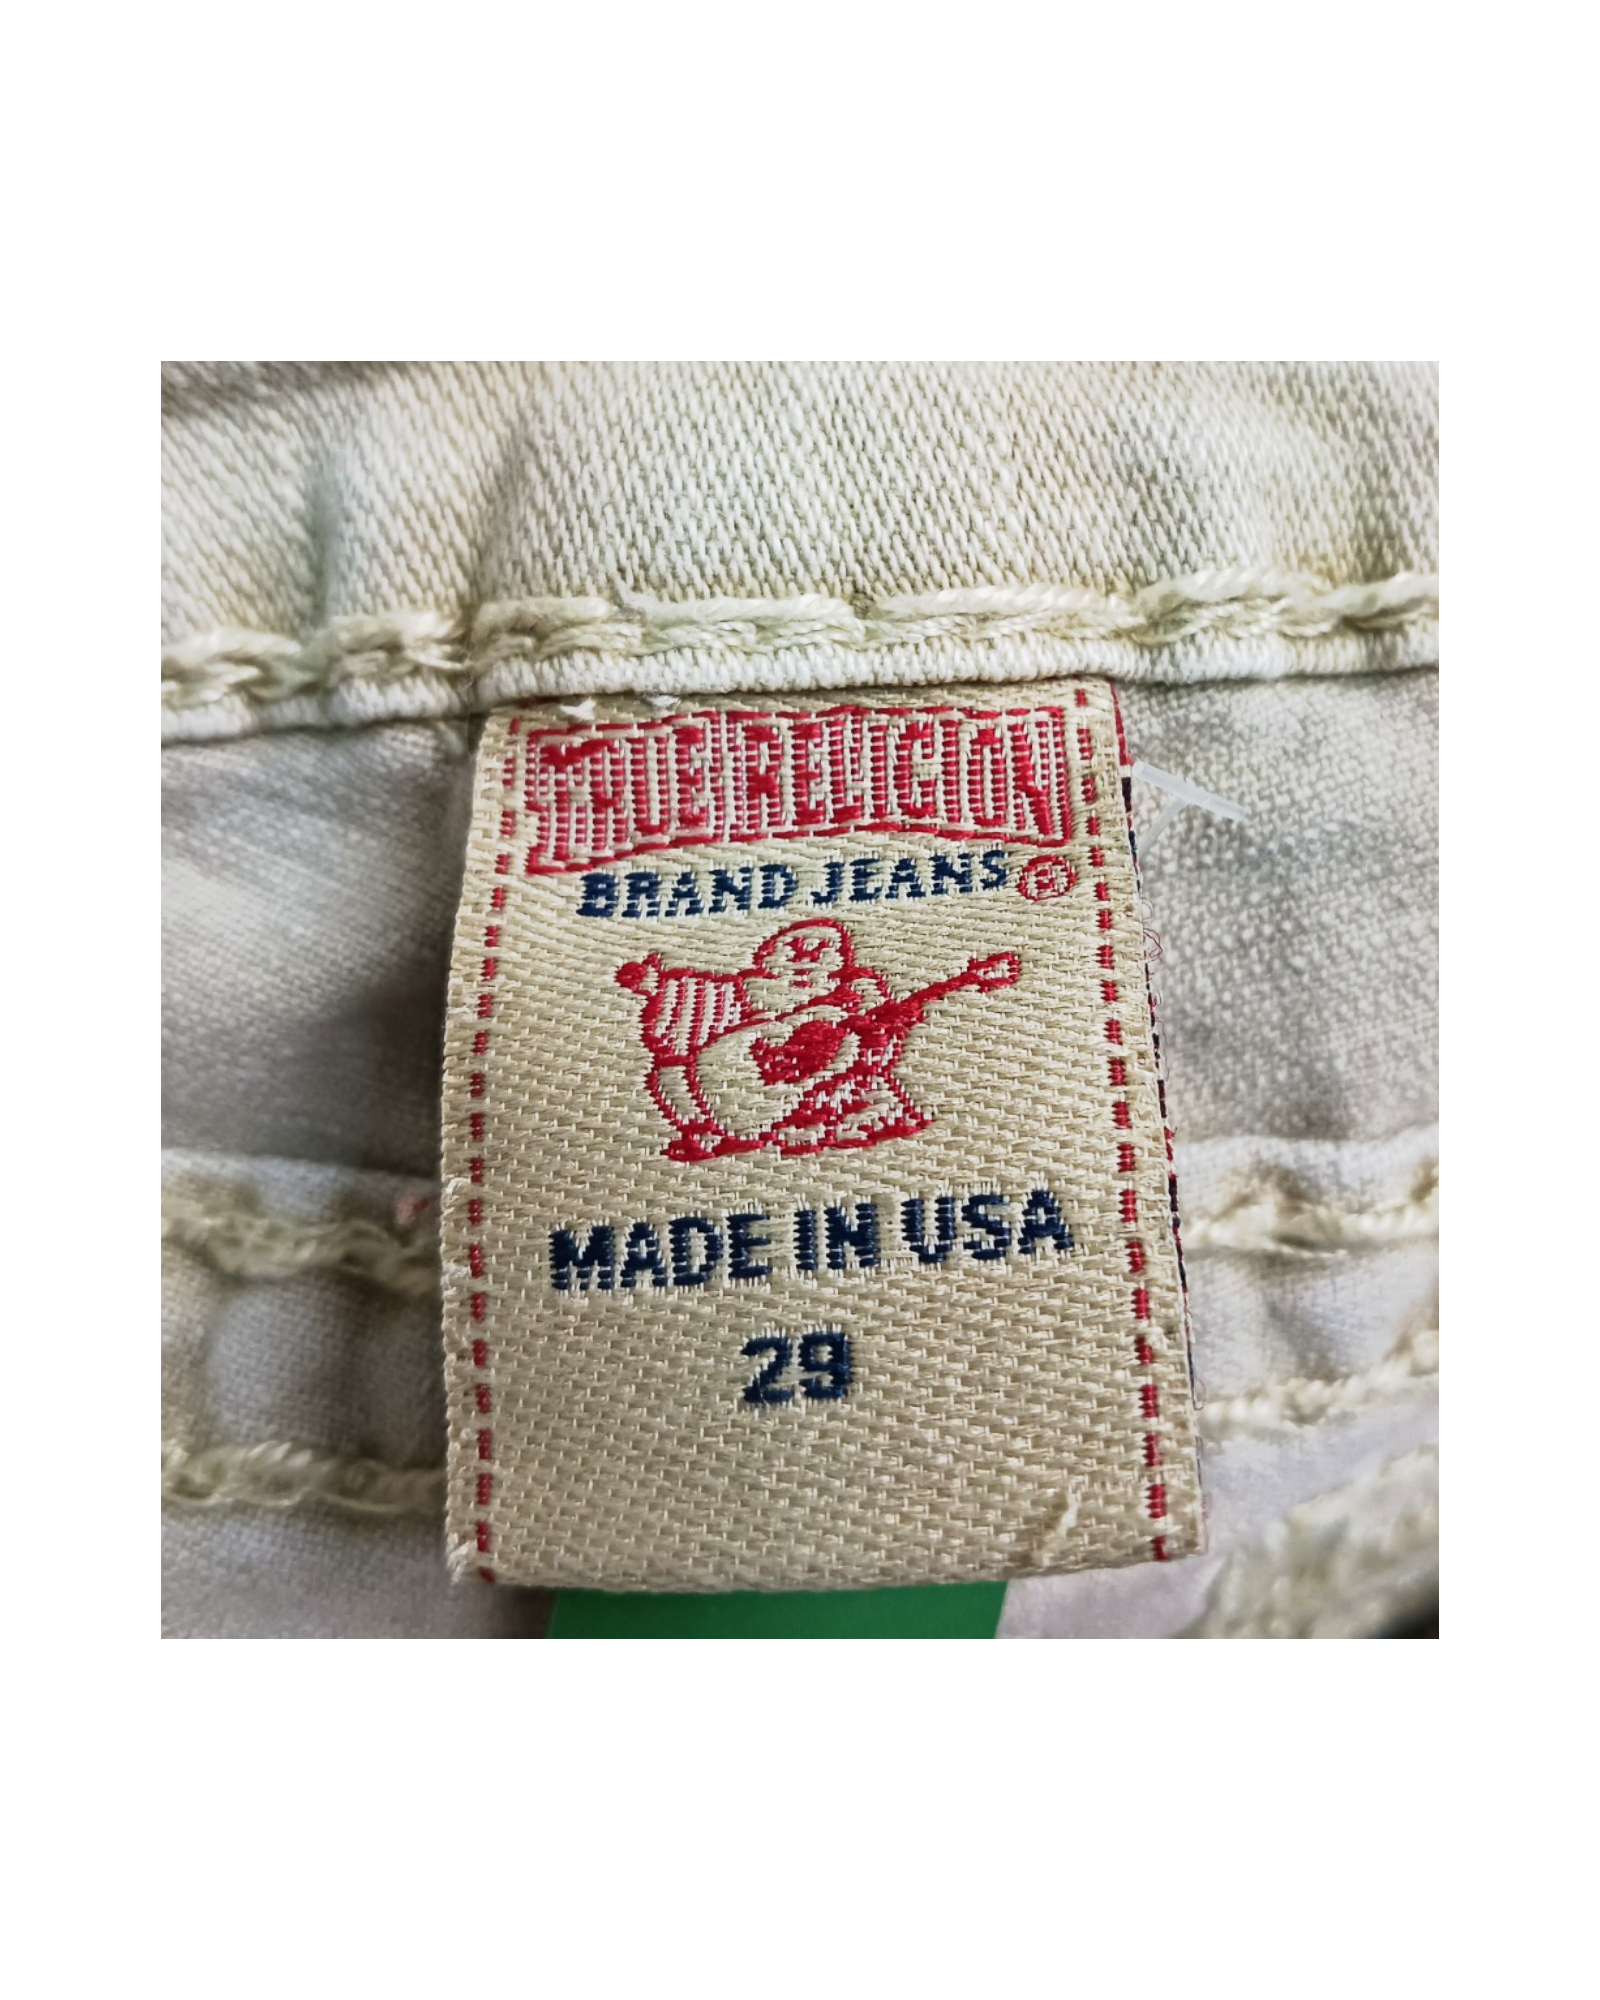 TRUE RELIGION
BRAND JEANS®
MADE IN USA
29